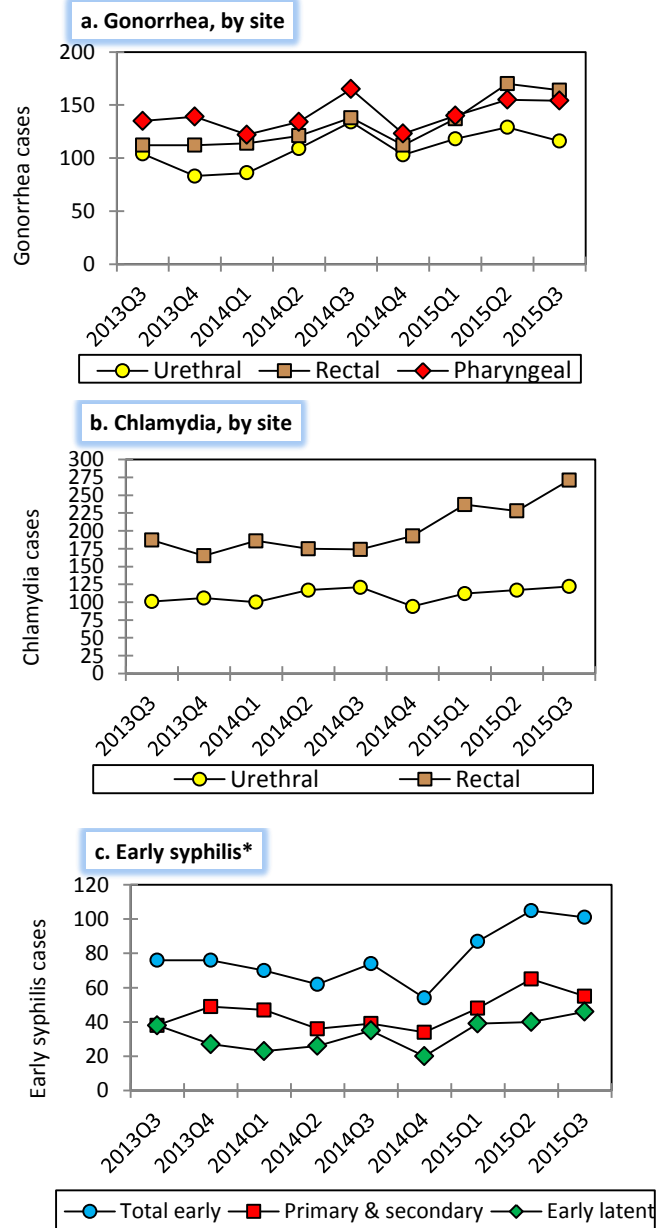 a. Gonorrhea, by site
Gonorrhea cases
200
150
100
50
0
2013Q3
2013Q4
2014Q1
2014Q2
2014Q3
2014Q4
2015Q1
2015Q2
2015Q3
Urethral Rectal Pharyngeal
b. Chlamydia, by site
Chlamydia cases
300
275
250
225
200
175
150
125
100
75
50
25
0
2013Q3
2013Q4
2014Q1
2014Q2
2014Q3
2014Q4
2015Q1
2015Q2
2015Q3
Urethral Rectal
c. Early syphilis*
Early syphilis cases
120
100
80
60
40
20
0
2013Q3
2013Q4
2014Q1
2014Q2
2014Q3
2014Q4
2015Q1
2015Q2
2015Q3
Total early Primary & secondary Early latent